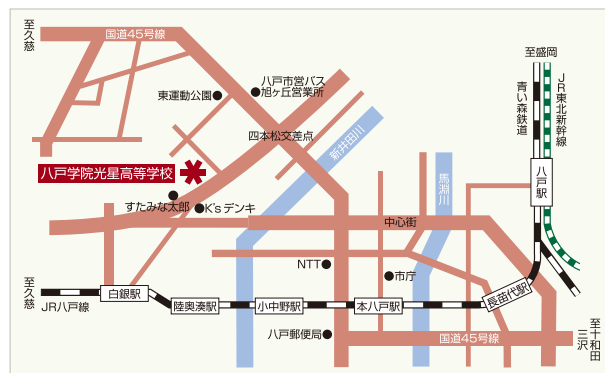 至久慈
国道45号線
至盛岡
八戸市営バス
旭ヶ丘営業所
東運動公園
青い森鉄道
JR東北新幹線
四本松交差点
新井田川
八戸学院光星高等学校
馬淵川
八戸駅
すたみな太郎
K'sデンキ
中心街
NTT
市庁
至久慈
白銀駅
JR八戸線
陸奥湊駅
小中野駅
本八戸駅
長苗代駅
八戸郵便局
国道45号線
至十和田
三沢